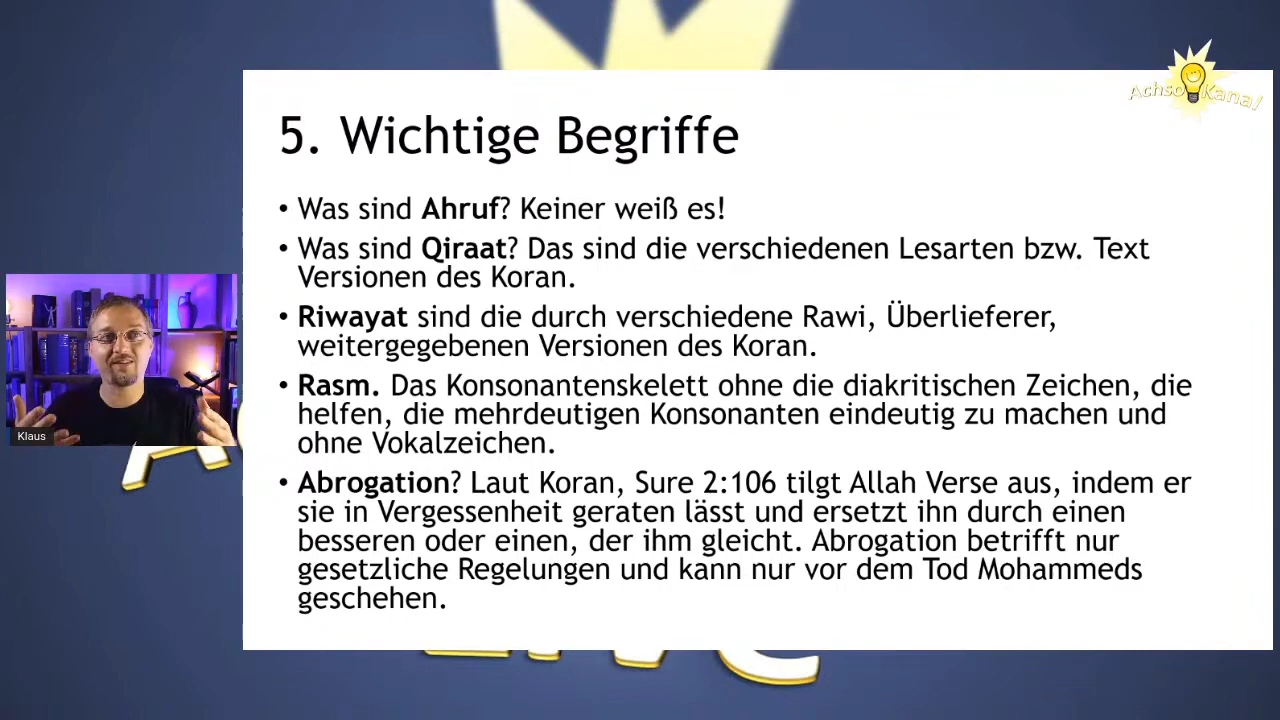 Achso Kanal
5. Wichtige Begriffe
• Was sind Ahruf? Keiner weiß es!
• Was sind Qiraat? Das sind die verschiedenen Lesarten bzw. Text
Versionen des Koran.
• Riwayat sind die durch verschiedene Rawi, Überlieferer,
weitergegebenen Versionen des Koran.
• Rasm. Das Konsonantenskelett ohne die diakritischen Zeichen, die
helfen, die mehrdeutigen Konsonanten eindeutig zu machen und
ohne Vokalzeichen.
• Abrogation? Laut Koran, Sure 2:106 tilgt Allah Verse aus, indem er
sie in Vergessenheit geraten lässt und ersetzt ihn durch einen
besseren oder einen, der ihm gleicht. Abrogation betrifft nur
gesetzliche Regelungen und kann nur vor dem Tod Mohammeds
geschehen.
Klaus